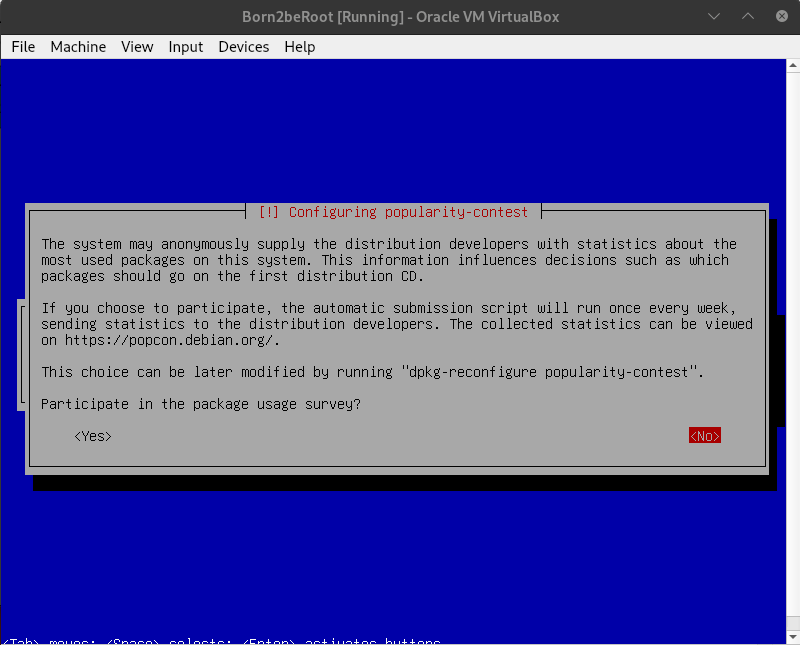 Born2beRoot [Running] - Oracle VM VirtualBox
File Machine View Input Devices Help
[!] Configuring popularity-contest
The system may anonymously supply the distribution developers with statistics about the
most used packages on this system. This information influences decisions such as which
packages should go on the first distribution CD.
If you choose to participate, the automatic submission script will run once every week,
sending statistics to the distribution developers. The collected statistics can be viewed
on https://popcon.debian.org/.
This choice can be later modified by running "dpkg-reconfigure popularity-contest".
Participate in the package usage survey?
<Yes> <No>
<Tab> moves; <Space> selects; <Enter> activates buttons